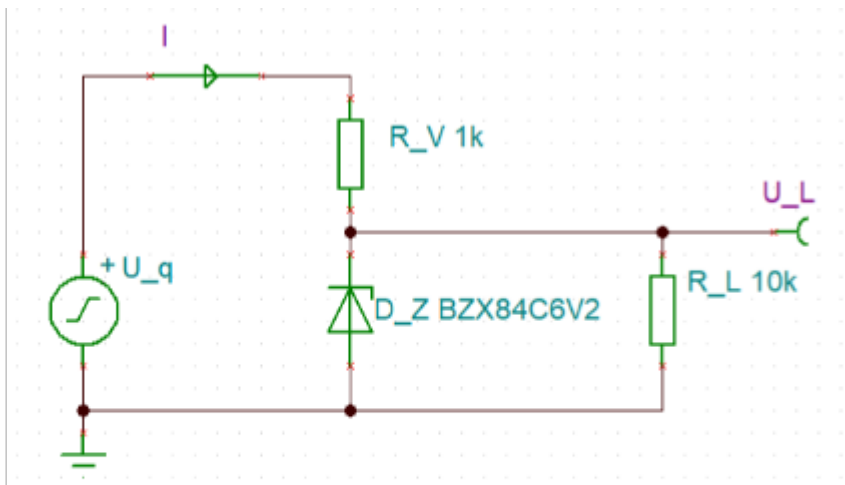 I
R_V 1k
U_L
+ U_q
R_L 10k
D_Z BZX84C6V2